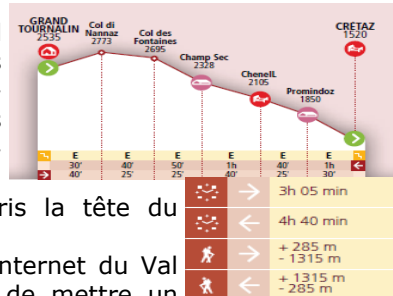 GRAND TOURNALIN
2535
Col di Nannaz
2773
Col des Fontaines
2695
Champ Sec
2328
CheneiL
2105
Promindoz
1850
CRÉTAZ
1520
E E E E E E
30' 40' 50' 1h 40' 1h
40' 25' 25' 40' 25' 30'
3h 05 min
4h 40 min
+ 285 m
- 1315 m
+ 1315 m
- 285 m
ris la tête du
nternet du Val
de mettre un